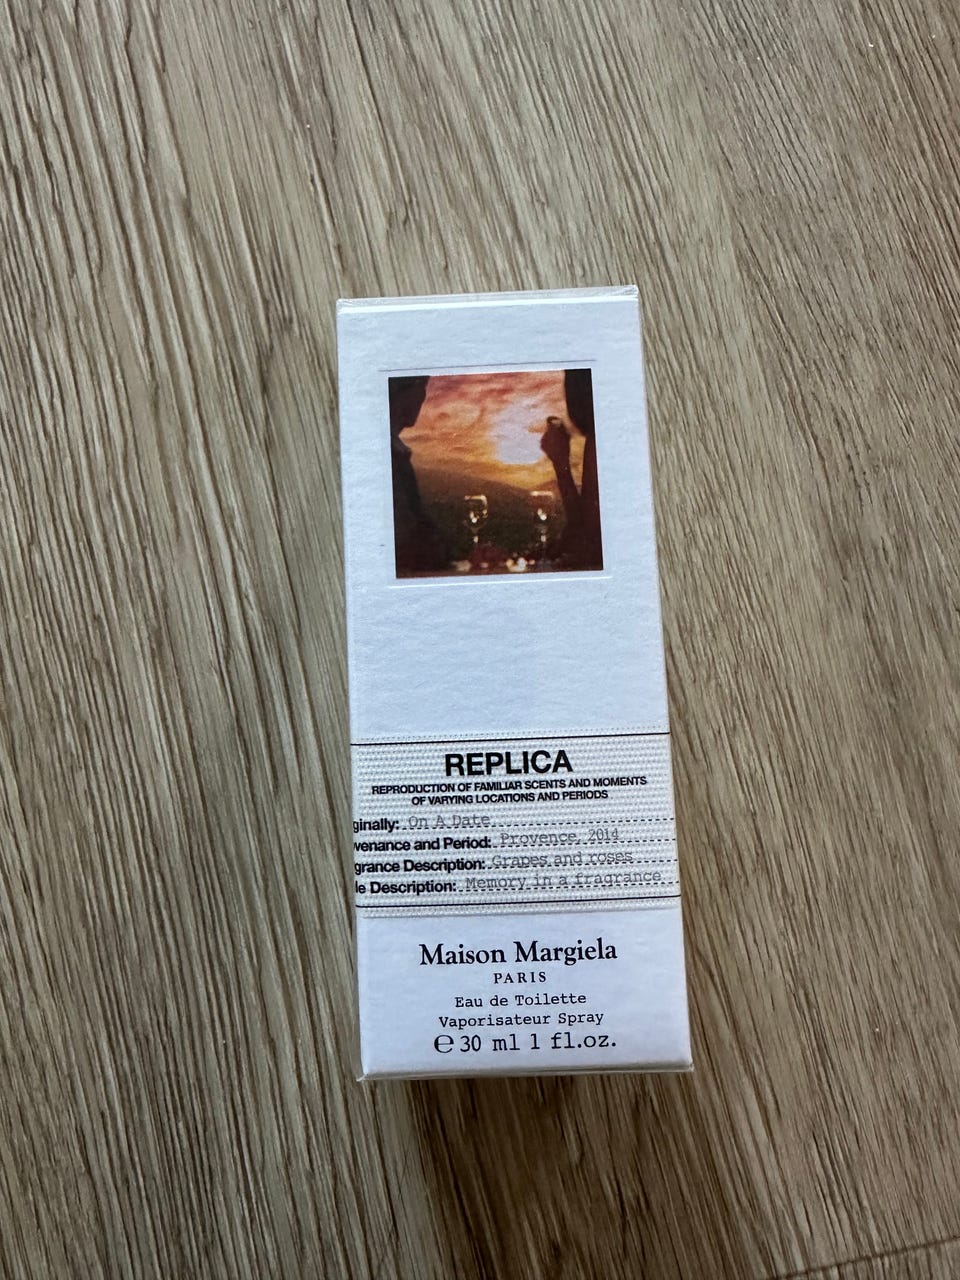 REPLICA
REPRODUCTION OF FAMILIAR SCENTS AND MOMENTS
OF VARYING LOCATIONS AND PERIODS
ginally: On A Date
venance and Period: Provence, 2014
grance Description: Grapes and roses
le Description: Memory in a fragrance
Maison Margiela
PARIS
Eau de Toilette
Vaporisateur Spray
℮ 30 ml 1 fl.oz.